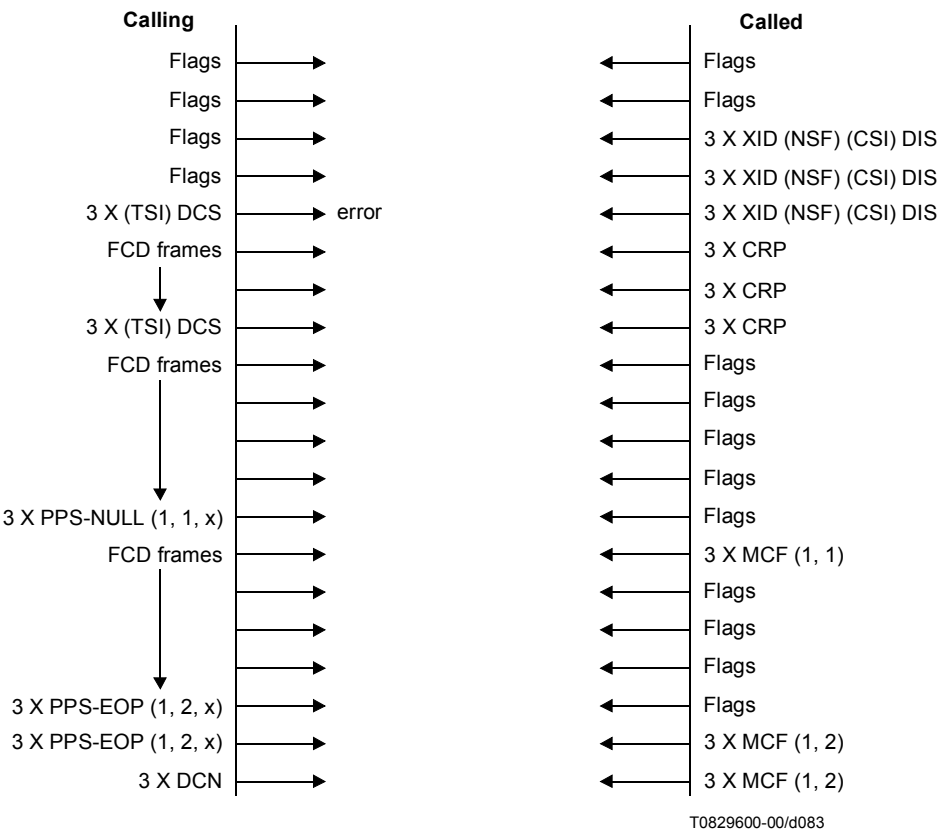 Calling Called
Flags Flags
Flags Flags
Flags 3 X XID (NSF) (CSI) DIS
Flags 3 X XID (NSF) (CSI) DIS
3 X (TSI) DCS error 3 X XID (NSF) (CSI) DIS
FCD frames 3 X CRP
3 X CRP
3 X (TSI) DCS 3 X CRP
FCD frames Flags
Flags
Flags
Flags
3 X PPS-NULL (1, 1, x) Flags
FCD frames 3 X MCF (1, 1)
Flags
Flags
Flags
3 X PPS-EOP (1, 2, x) Flags
3 X PPS-EOP (1, 2, x) 3 X MCF (1, 2)
3 X DCN 3 X MCF (1, 2)
T0829600-00/d083